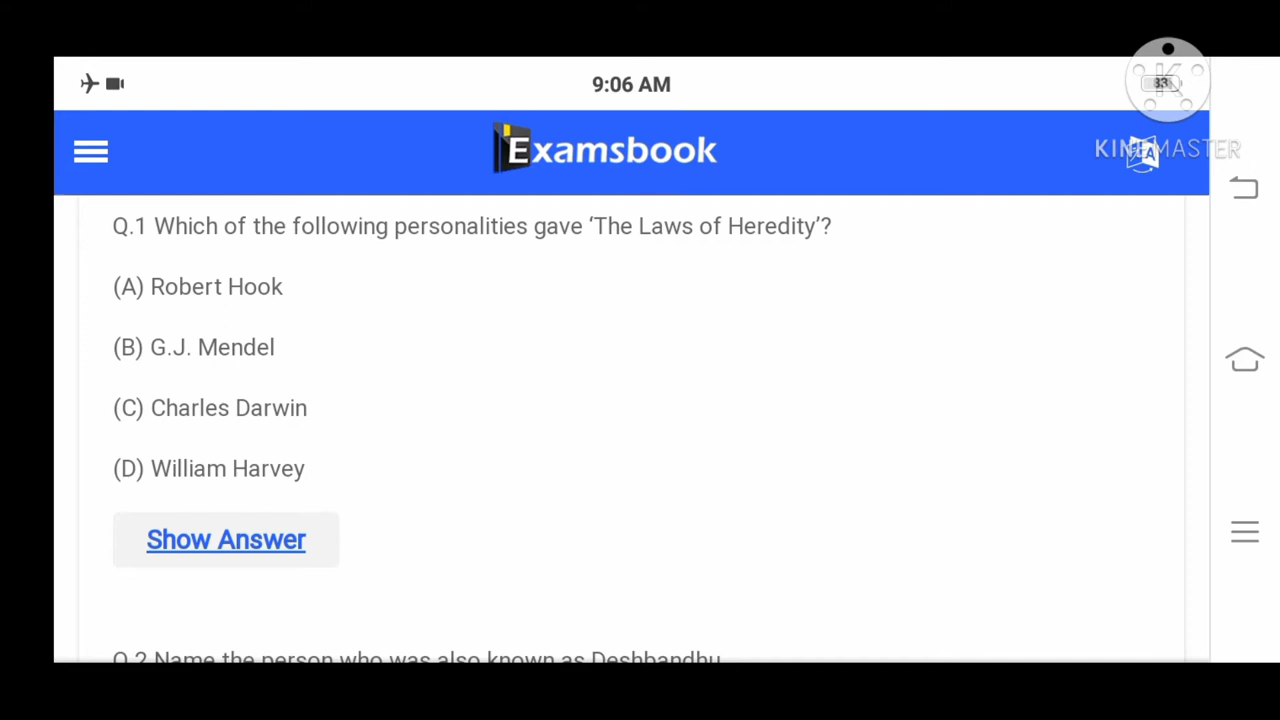 9:06 AM
33
Examsbook
KINEMASTER
Q.1 Which of the following personalities gave ‘The Laws of Heredity’?
(A) Robert Hook
(B) G.J. Mendel
(C) Charles Darwin
(D) William Harvey
Show Answer
Q.2 Name the person who was also known as Deshbandhu